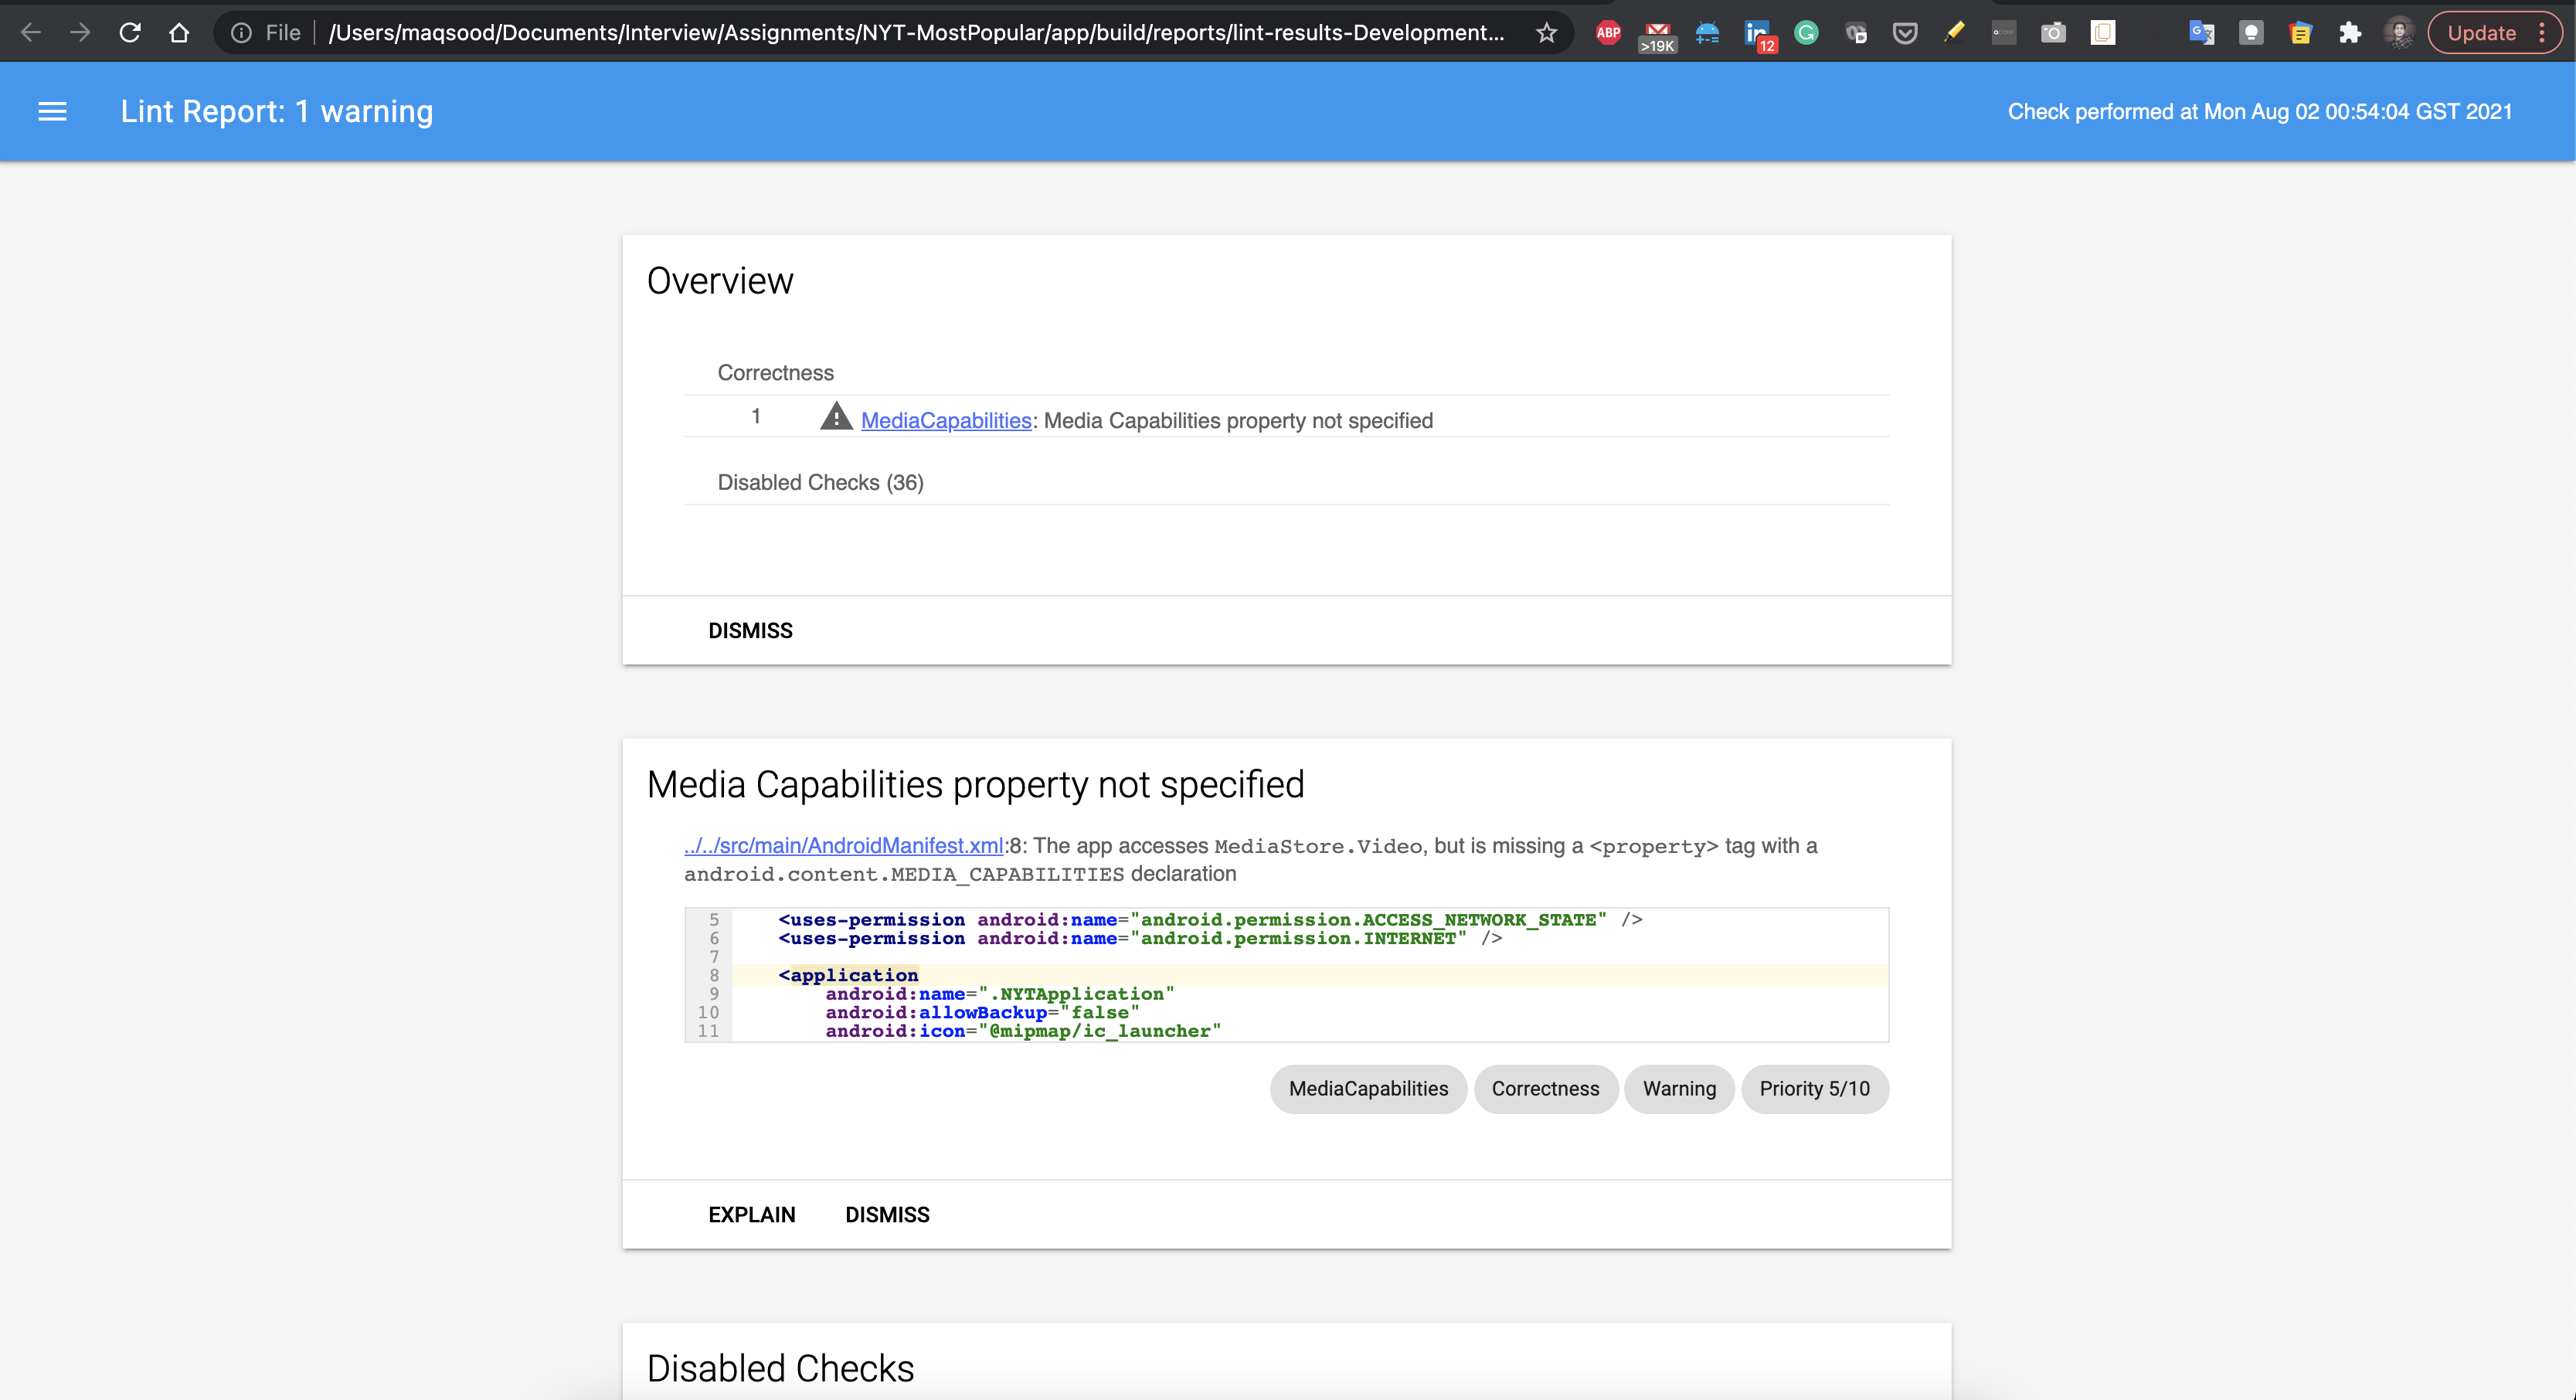 File /Users/maqsood/Documents/Interview/Assignments/NYT-MostPopular/app/build/reports/lint-results-Development... ABP >19K in 12 G Update
Lint Report: 1 warning
Check performed at Mon Aug 02 00:54:04 GST 2021
Overview
Correctness
1 MediaCapabilities: Media Capabilities property not specified
Disabled Checks (36)
DISMISS
Media Capabilities property not specified
../../src/main/AndroidManifest.xml:8: The app accesses MediaStore.Video, but is missing a <property> tag with a
android.content.MEDIA_CAPABILITIES declaration
5 <uses-permission android:name="android.permission.ACCESS_NETWORK_STATE" />
6 <uses-permission android:name="android.permission.INTERNET" />
7
8 <application
9 android:name=".NYTApplication"
10 android:allowBackup="false"
11 android:icon="@mipmap/ic_launcher"
MediaCapabilities Correctness Warning Priority 5/10
EXPLAIN DISMISS
Disabled Checks